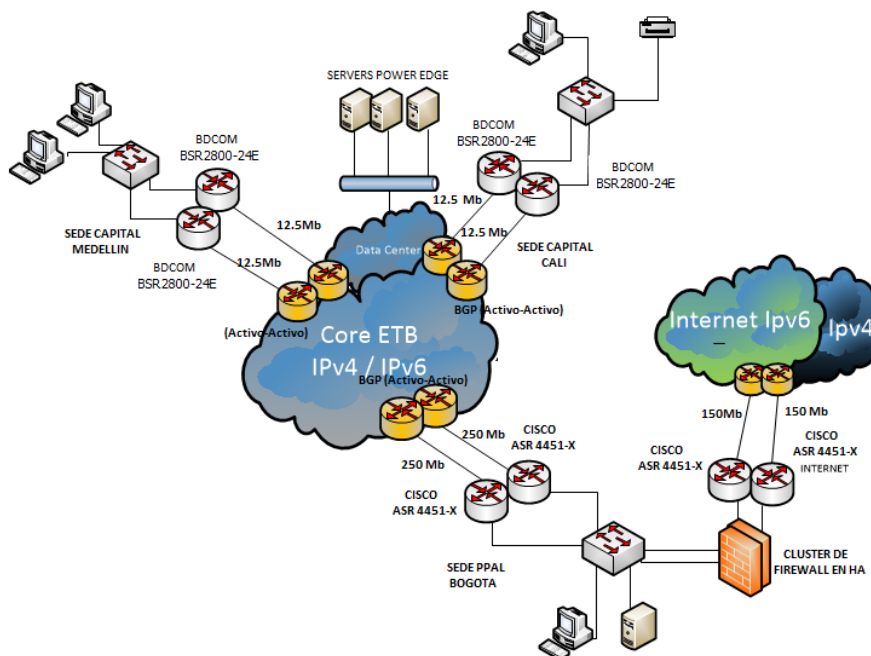 SERVERS POWER EDGE
BDCOM
BSR2800-24E
BDCOM
BSR2800-24E
BDCOM
BSR2800-24E
12.5 Mb
12.5Mb
SEDE CAPITAL
MEDELLIN
12.5 Mb
SEDE CAPITAL
CALI
Data Center
12.5Mb
BDCOM
BSR2800-24E
BGP (Activo-Activo)
(Activo-Activo)
Core ETB
IPv4 / IPv6
Internet Ipv6
Ipv4
BGP (Activo-Activo)
150Mb
150 Mb
250 Mb
CISCO
ASR 4451-X
CISCO
ASR 4451-X
CISCO
ASR 4451-X
INTERNET
250 Mb
CISCO
ASR 4451-X
SEDE PPAL
BOGOTA
CLUSTER DE
FIREWALL EN HA